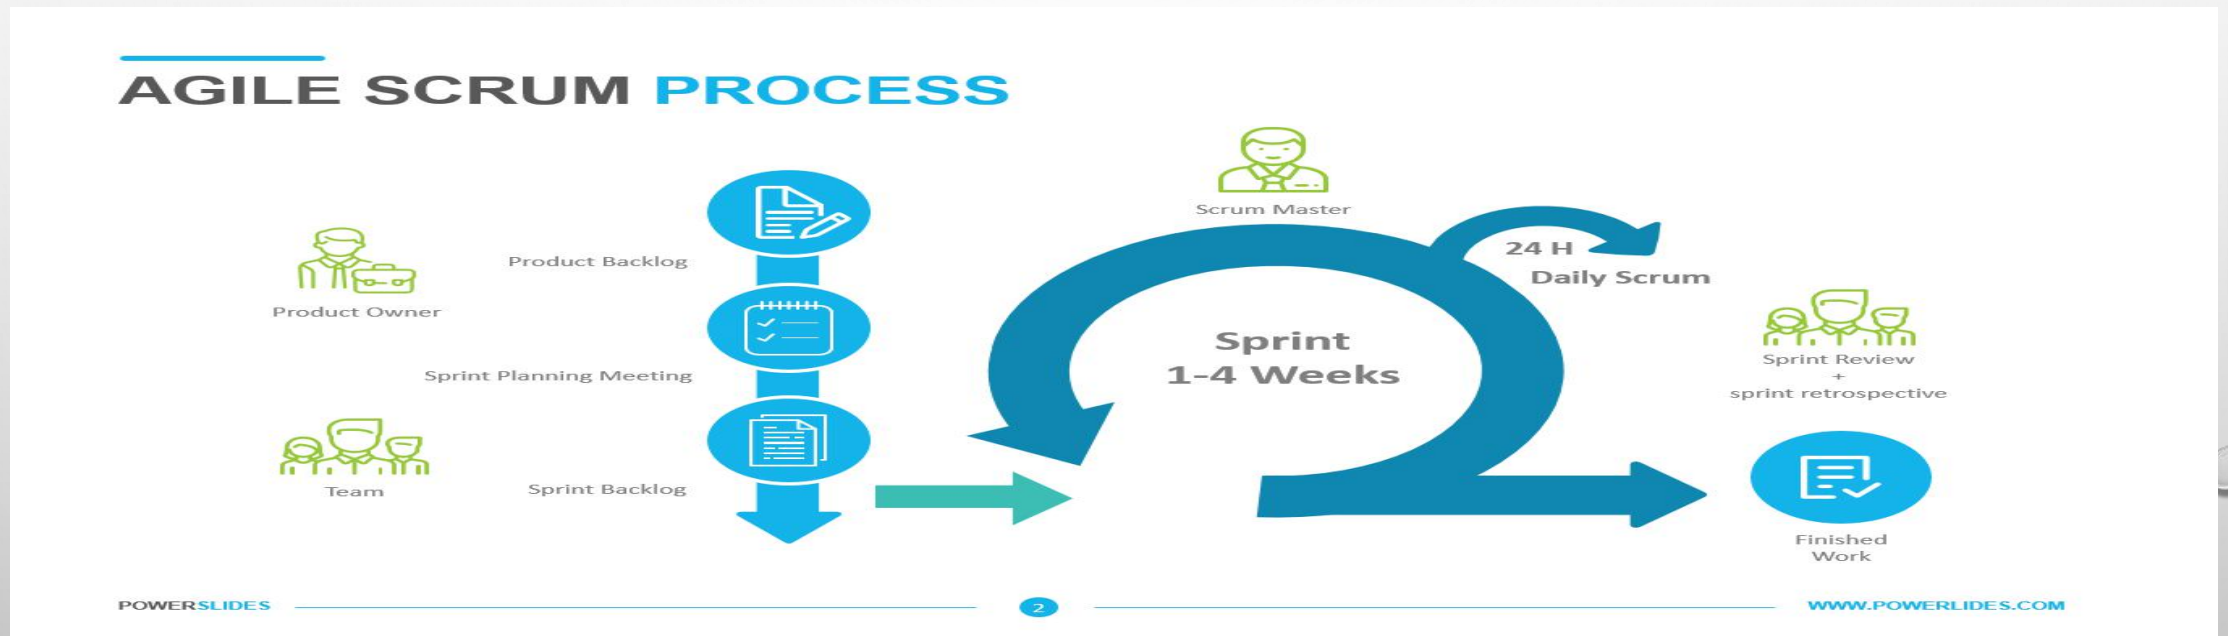 AGILE SCRUM PROCESS
Scrum Master
Product Owner
Product Backlog
Sprint Planning Meeting
Team
Sprint Backlog
24 H
Daily Scrum
Sprint
1-4 Weeks
Sprint Review
+
sprint retrospective
Finished
Work
POWERSLIDES
2
WWW.POWERLIDES.COM